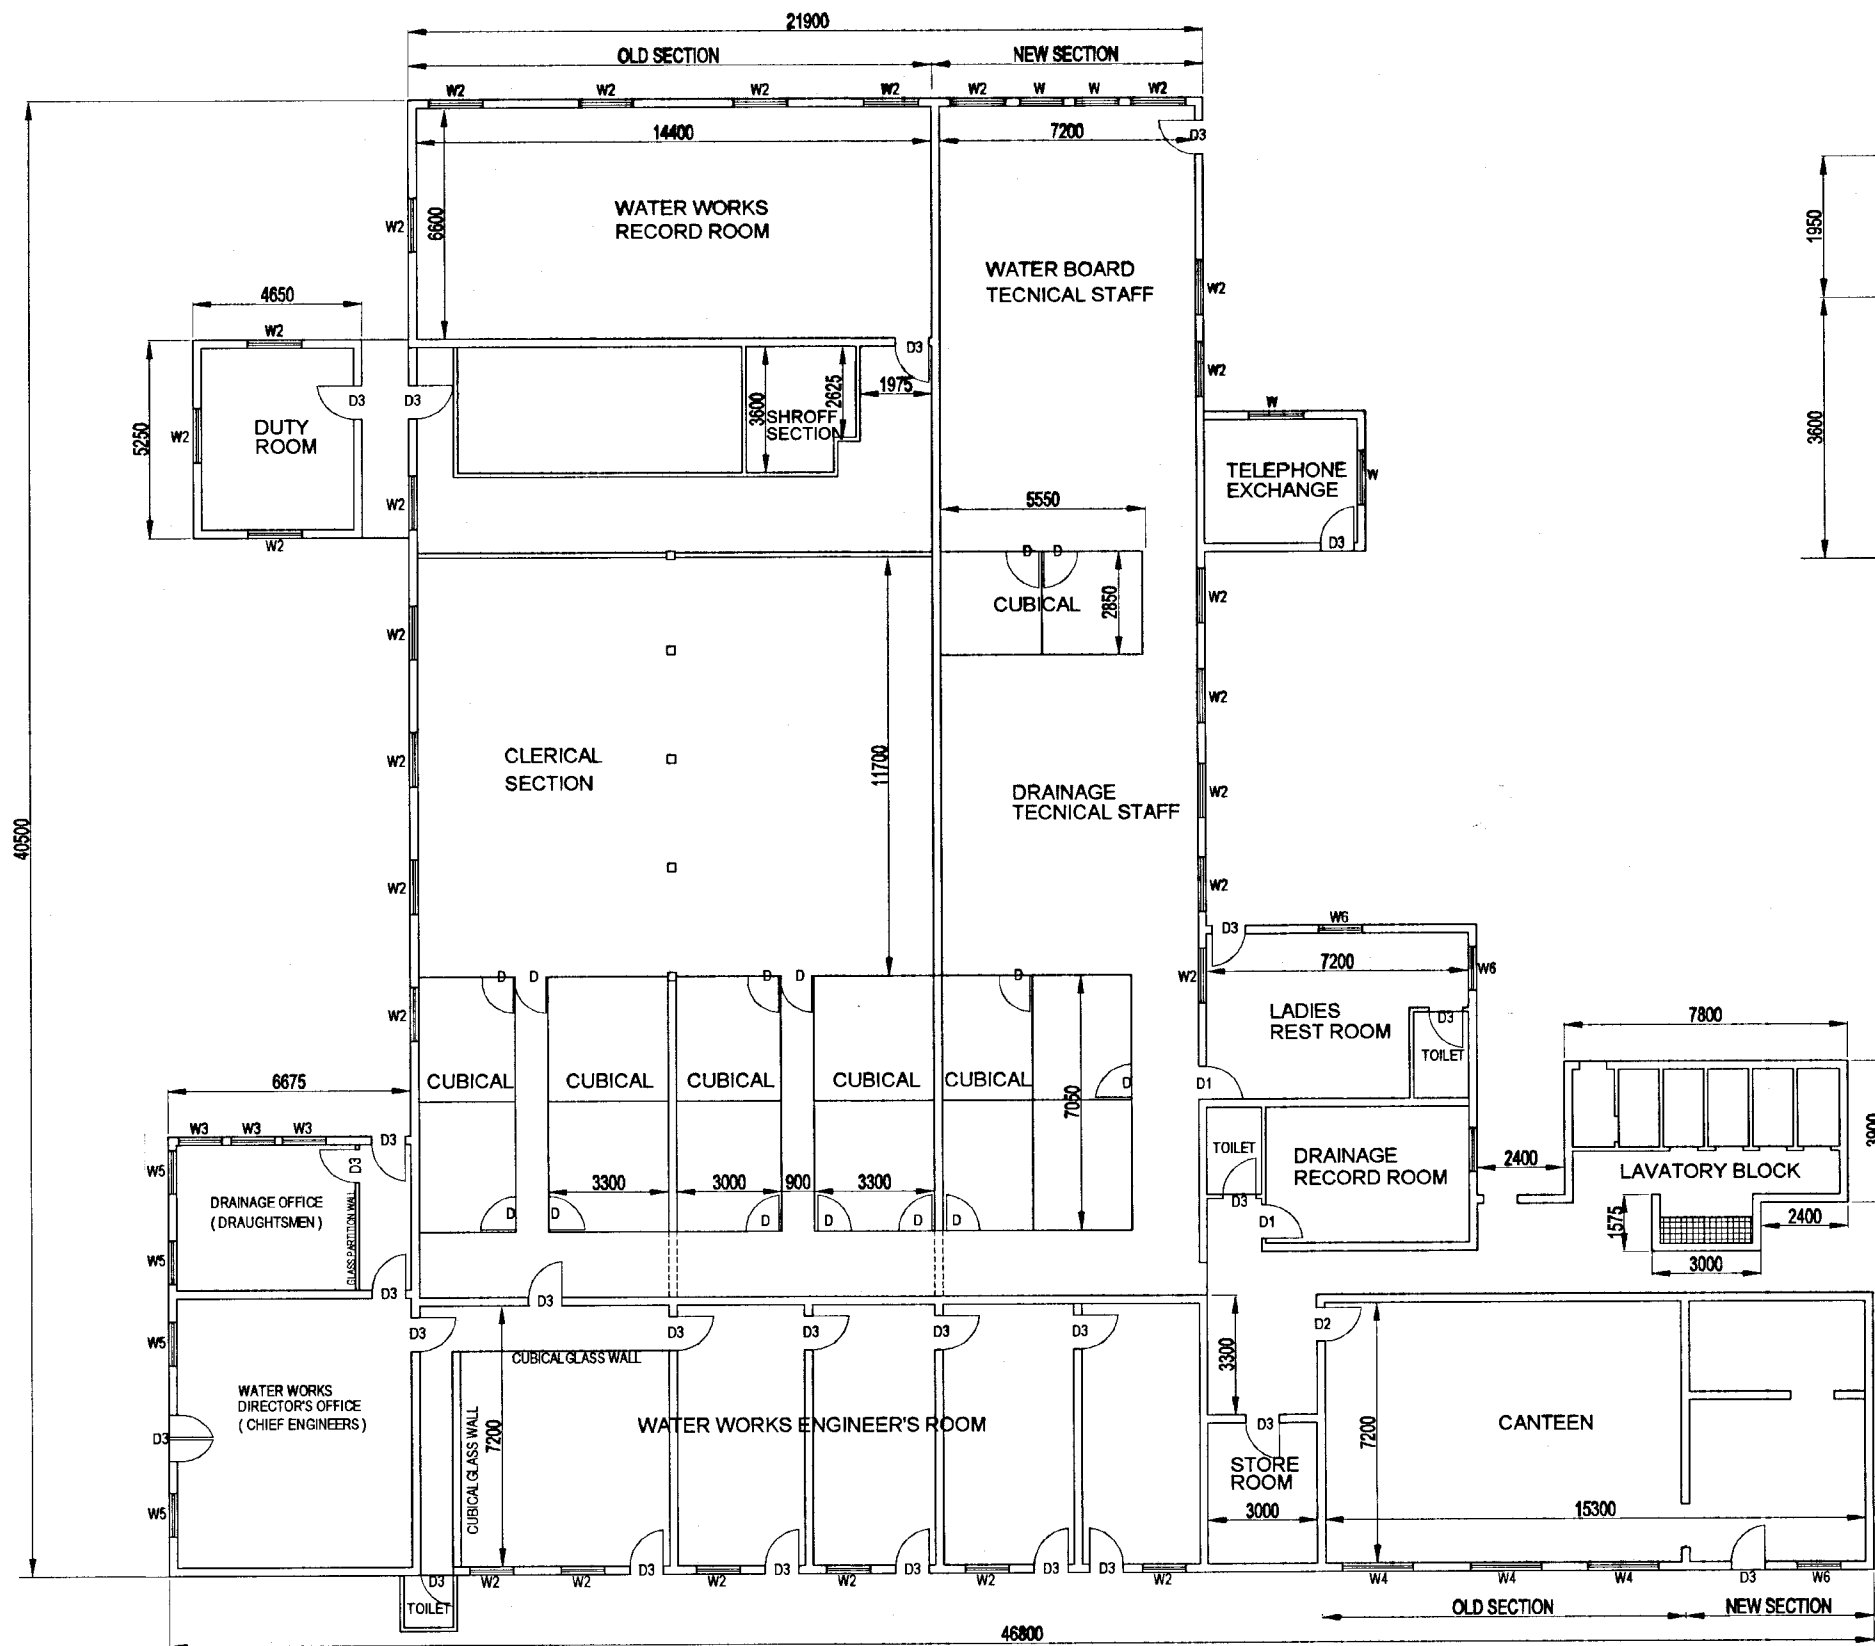 21900
OLD SECTION
NEW SECTION
W2
W2
W2
W2
W2
W
W
W2
14400
7200
D3
6600
WATER WORKS
RECORD ROOM
W2
1950
WATER BOARD
TECNICAL STAFF
W2
4650
W2
D3
W2
1975
2625
3600
SHROFF
SECTION
D3
D3
DUTY
ROOM
W2
5250
3600
W
TELEPHONE
EXCHANGE
W
D3
W2
5550
W2
D
D
CUBICAL
2850
W2
W2
W2
CLERICAL
SECTION
11700
W2
DRAINAGE
TECNICAL STAFF
W2
40500
W2
W2
D3
W6
7200
W6
W2
D
D
D
D
D
W2
LADIES
REST ROOM
D3
TOILET
7800
CUBICAL
CUBICAL
CUBICAL
CUBICAL
CUBICAL
D
D1
7050
6675
3900
W3
W3
W3
D3
W5
D3
TOILET
DRAINAGE
RECORD ROOM
2400
LAVATORY BLOCK
3300
3000
900
3300
DRAINAGE OFFICE
( DRAUGHTSMEN )
GLASS PARTITION WALL
D
D
D
D
D
D
D3
D1
1575
2400
W5
3000
D3
D3
W5
D3
D3
D3
D3
D3
D2
CUBICAL GLASS WALL
3300
WATER WORKS
DIRECTOR'S OFFICE
( CHIEF ENGINEERS )
D3
CUBICAL GLASS WALL
7200
WATER WORKS ENGINEER'S ROOM
D3
7200
CANTEEN
STORE
ROOM
W5
3000
15300
D3
W2
W2
D3
W2
D3
W2
D3
W2
D3
D3
W2
W4
W4
W4
D3
W6
TOILET
OLD SECTION
NEW SECTION
46800